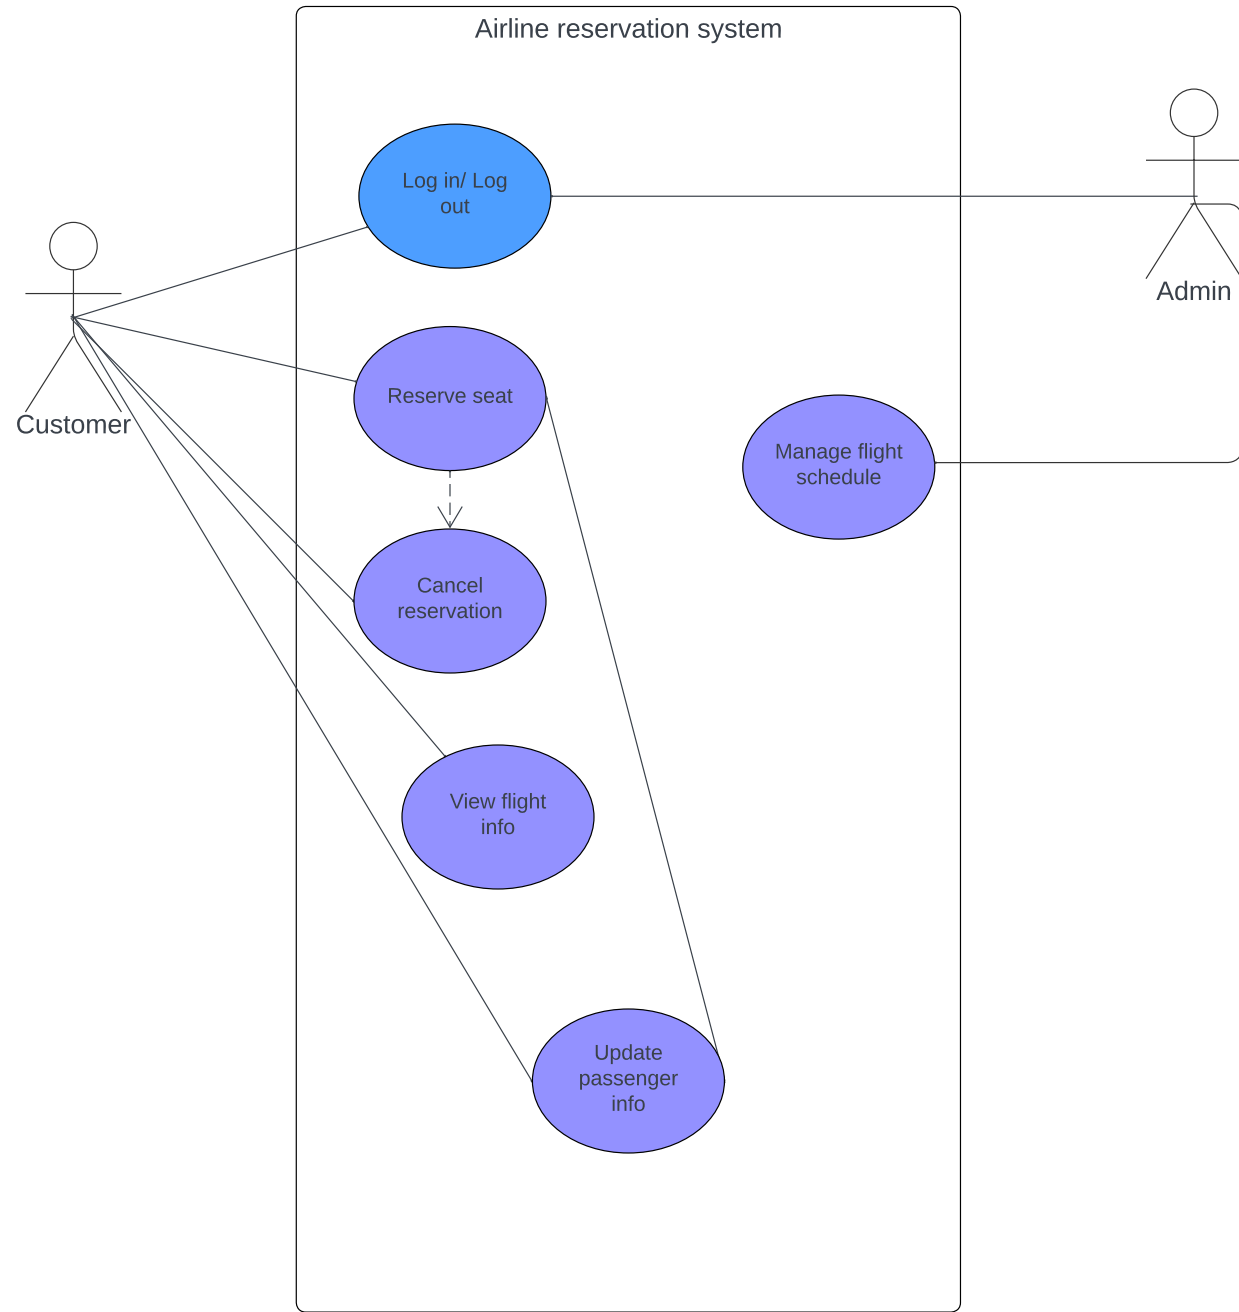 Airline reservation system
Log in/ Log
out
Admin
Customer
Reserve seat
Manage flight
schedule
Cancel
reservation
View flight
info
Update
passenger
info